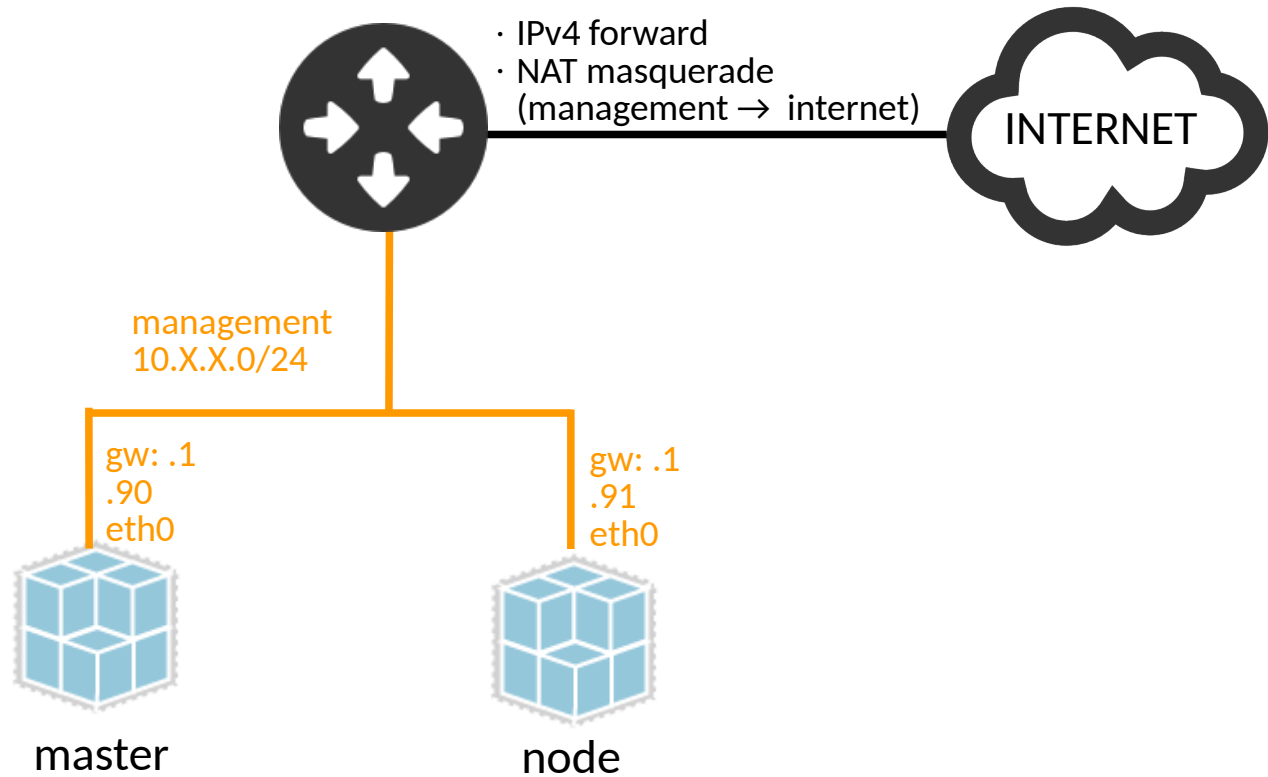 · IPv4 forward
· NAT masquerade
(management → internet)
INTERNET
management
10.X.X.0/24
gw: .1
.90
eth0
gw: .1
.91
eth0
master
node